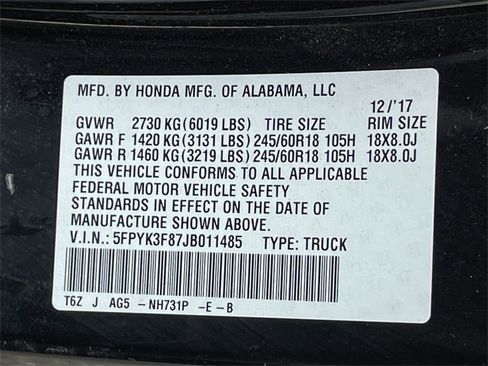 MFD. BY HONDA MFG. OF ALABAMA, LLC
12/'17
GVWR 2730 KG(6019 LBS) TIRE SIZE RIM SIZE
GAWR F 1420 KG(3131 LBS) 245/60R18 105H 18X8.0J
GAWR R 1460 KG(3219 LBS) 245/60R18 105H 18X8.0J
THIS VEHICLE CONFORMS TO ALL APPLICABLE
FEDERAL MOTOR VEHICLE SAFETY
STANDARDS IN EFFECT ON THE DATE OF
MANUFACTURE SHOWN ABOVE.
V.I.N.: 5FPYK3F87JB011485 TYPE: TRUCK
T6Z J AG5 -NH731P -E-B